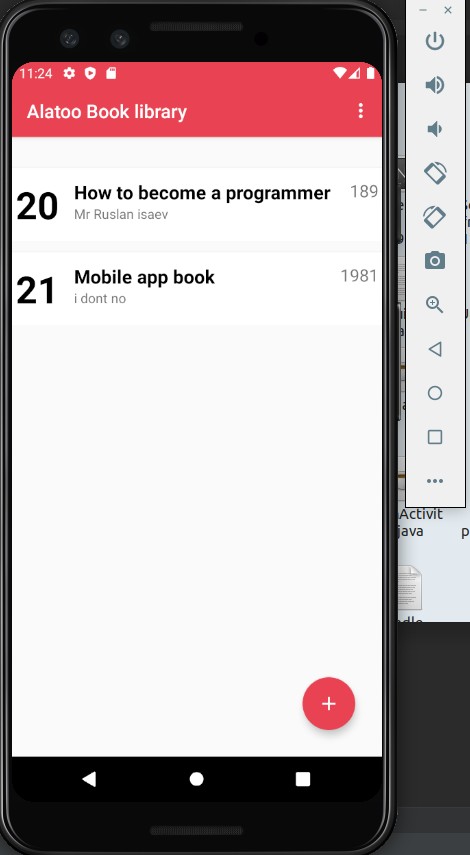 11:24
Alatoo Book library
20 How to become a programmer 189
Mr Ruslan isaev
21 Mobile app book 1981
i dont no
Activit
java